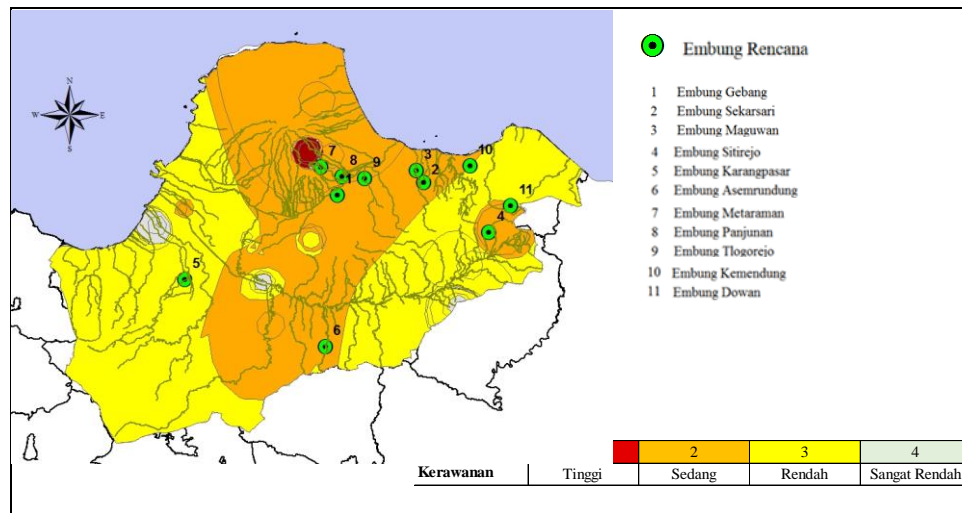 Embung Rencana
1 Embung Gebang
2 Embung Sekarsari
3 Embung Maguwan
4 Embung Sitirejo
5 Embung Karangpasar
6 Embung Asemrundung
7 Embung Metaraman
8 Embung Panjunan
9 Embung Tlogorejo
10 Embung Kemendung
11 Embung Dowan
N
W E
S
7
8
9
1
3
2
10
11
4
5
6
2 3 4
Kerawanan Tinggi Sedang Rendah Sangat Rendah